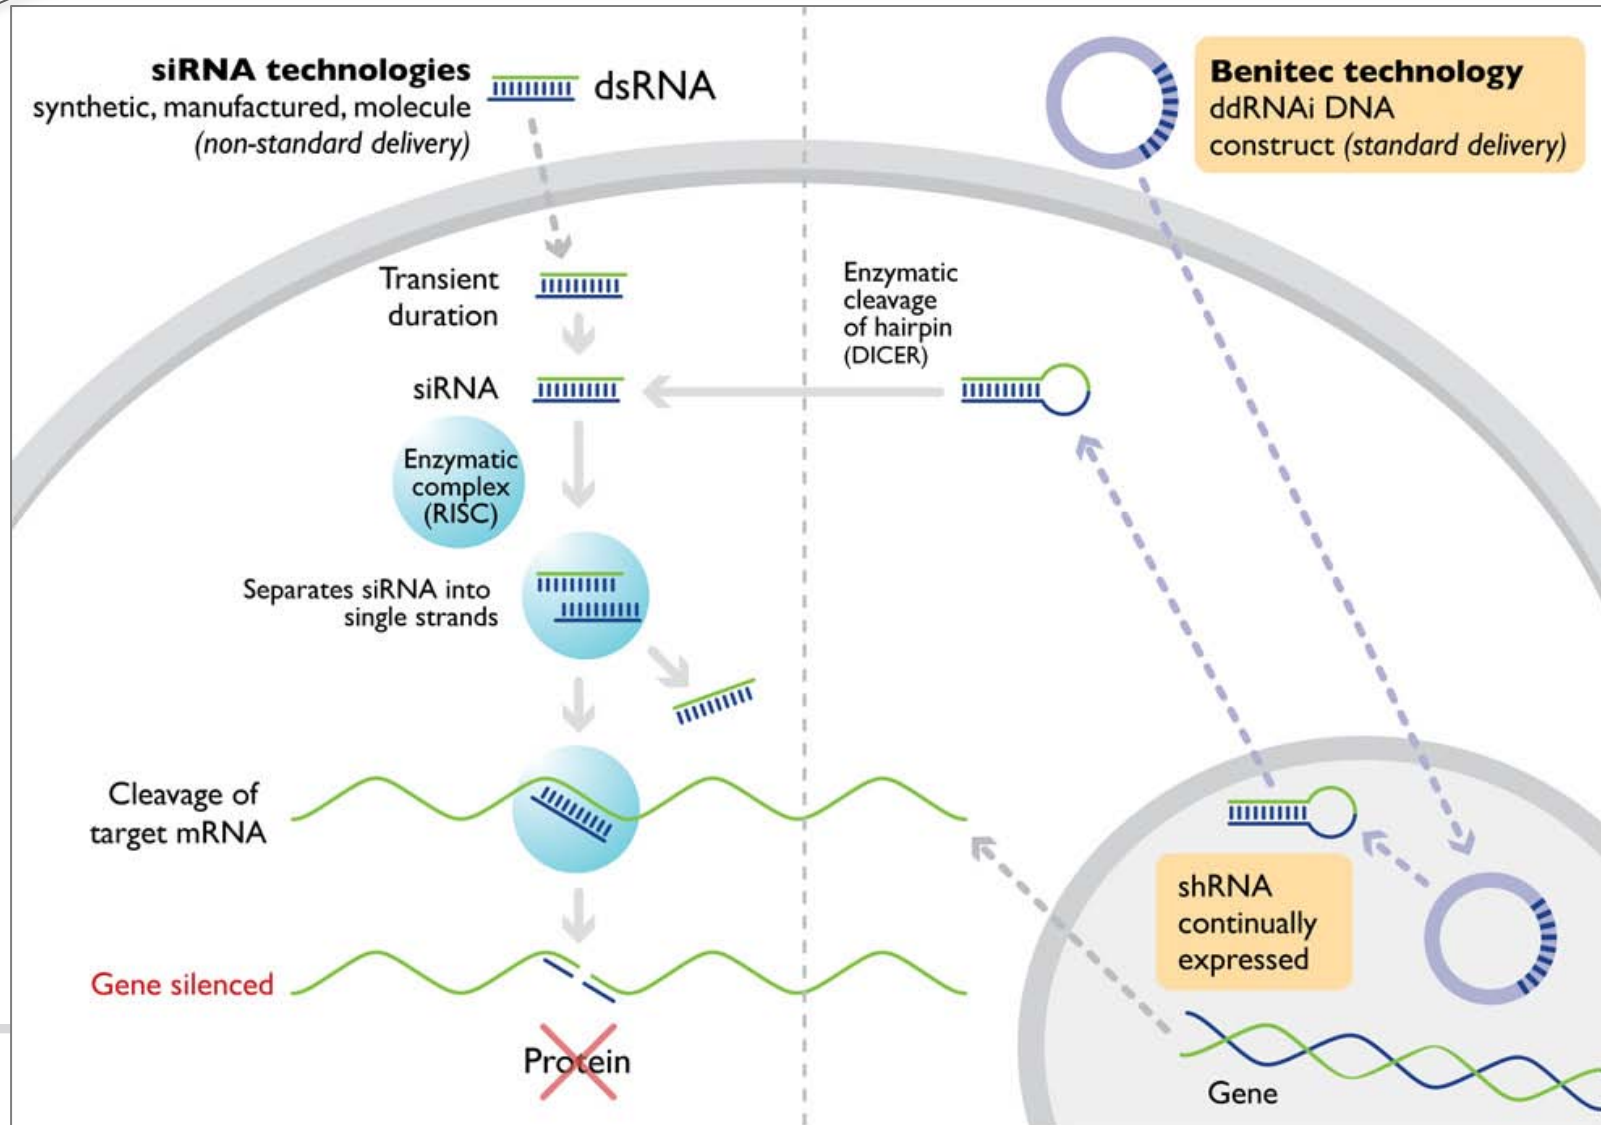 siRNA technologies
synthetic, manufactured, molecule
(non-standard delivery)
dsRNA
Benitec technology
ddRNAi DNA
construct (standard delivery)
Transient
duration
siRNA
Enzymatic
cleavage
of hairpin
(DICER)
Enzymatic
complex
(RISC)
Separates siRNA into
single strands
Cleavage of
target mRNA
shRNA
continually
expressed
Gene silenced
Protein
Gene